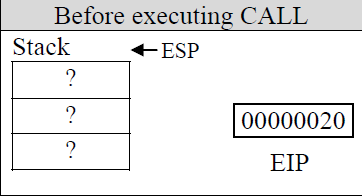 Before executing CALL
Stack
ESP
?
?
?
00000020
EIP